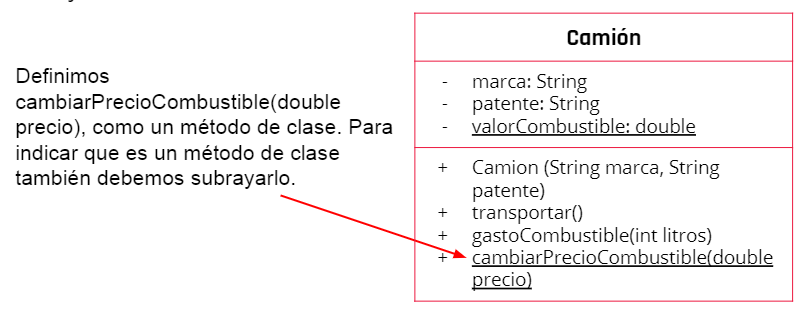 Definimos
cambiarPrecioCombustible(double
precio), como un método de clase. Para
indicar que es un método de clase
también debemos subrayarlo.
Camión
- marca: String
- patente: String
- valorCombustible: double
+ Camion (String marca, String
patente)
+ transportar()
+ gastoCombustible(int litros)
+ cambiarPrecioCombustible(double
precio)